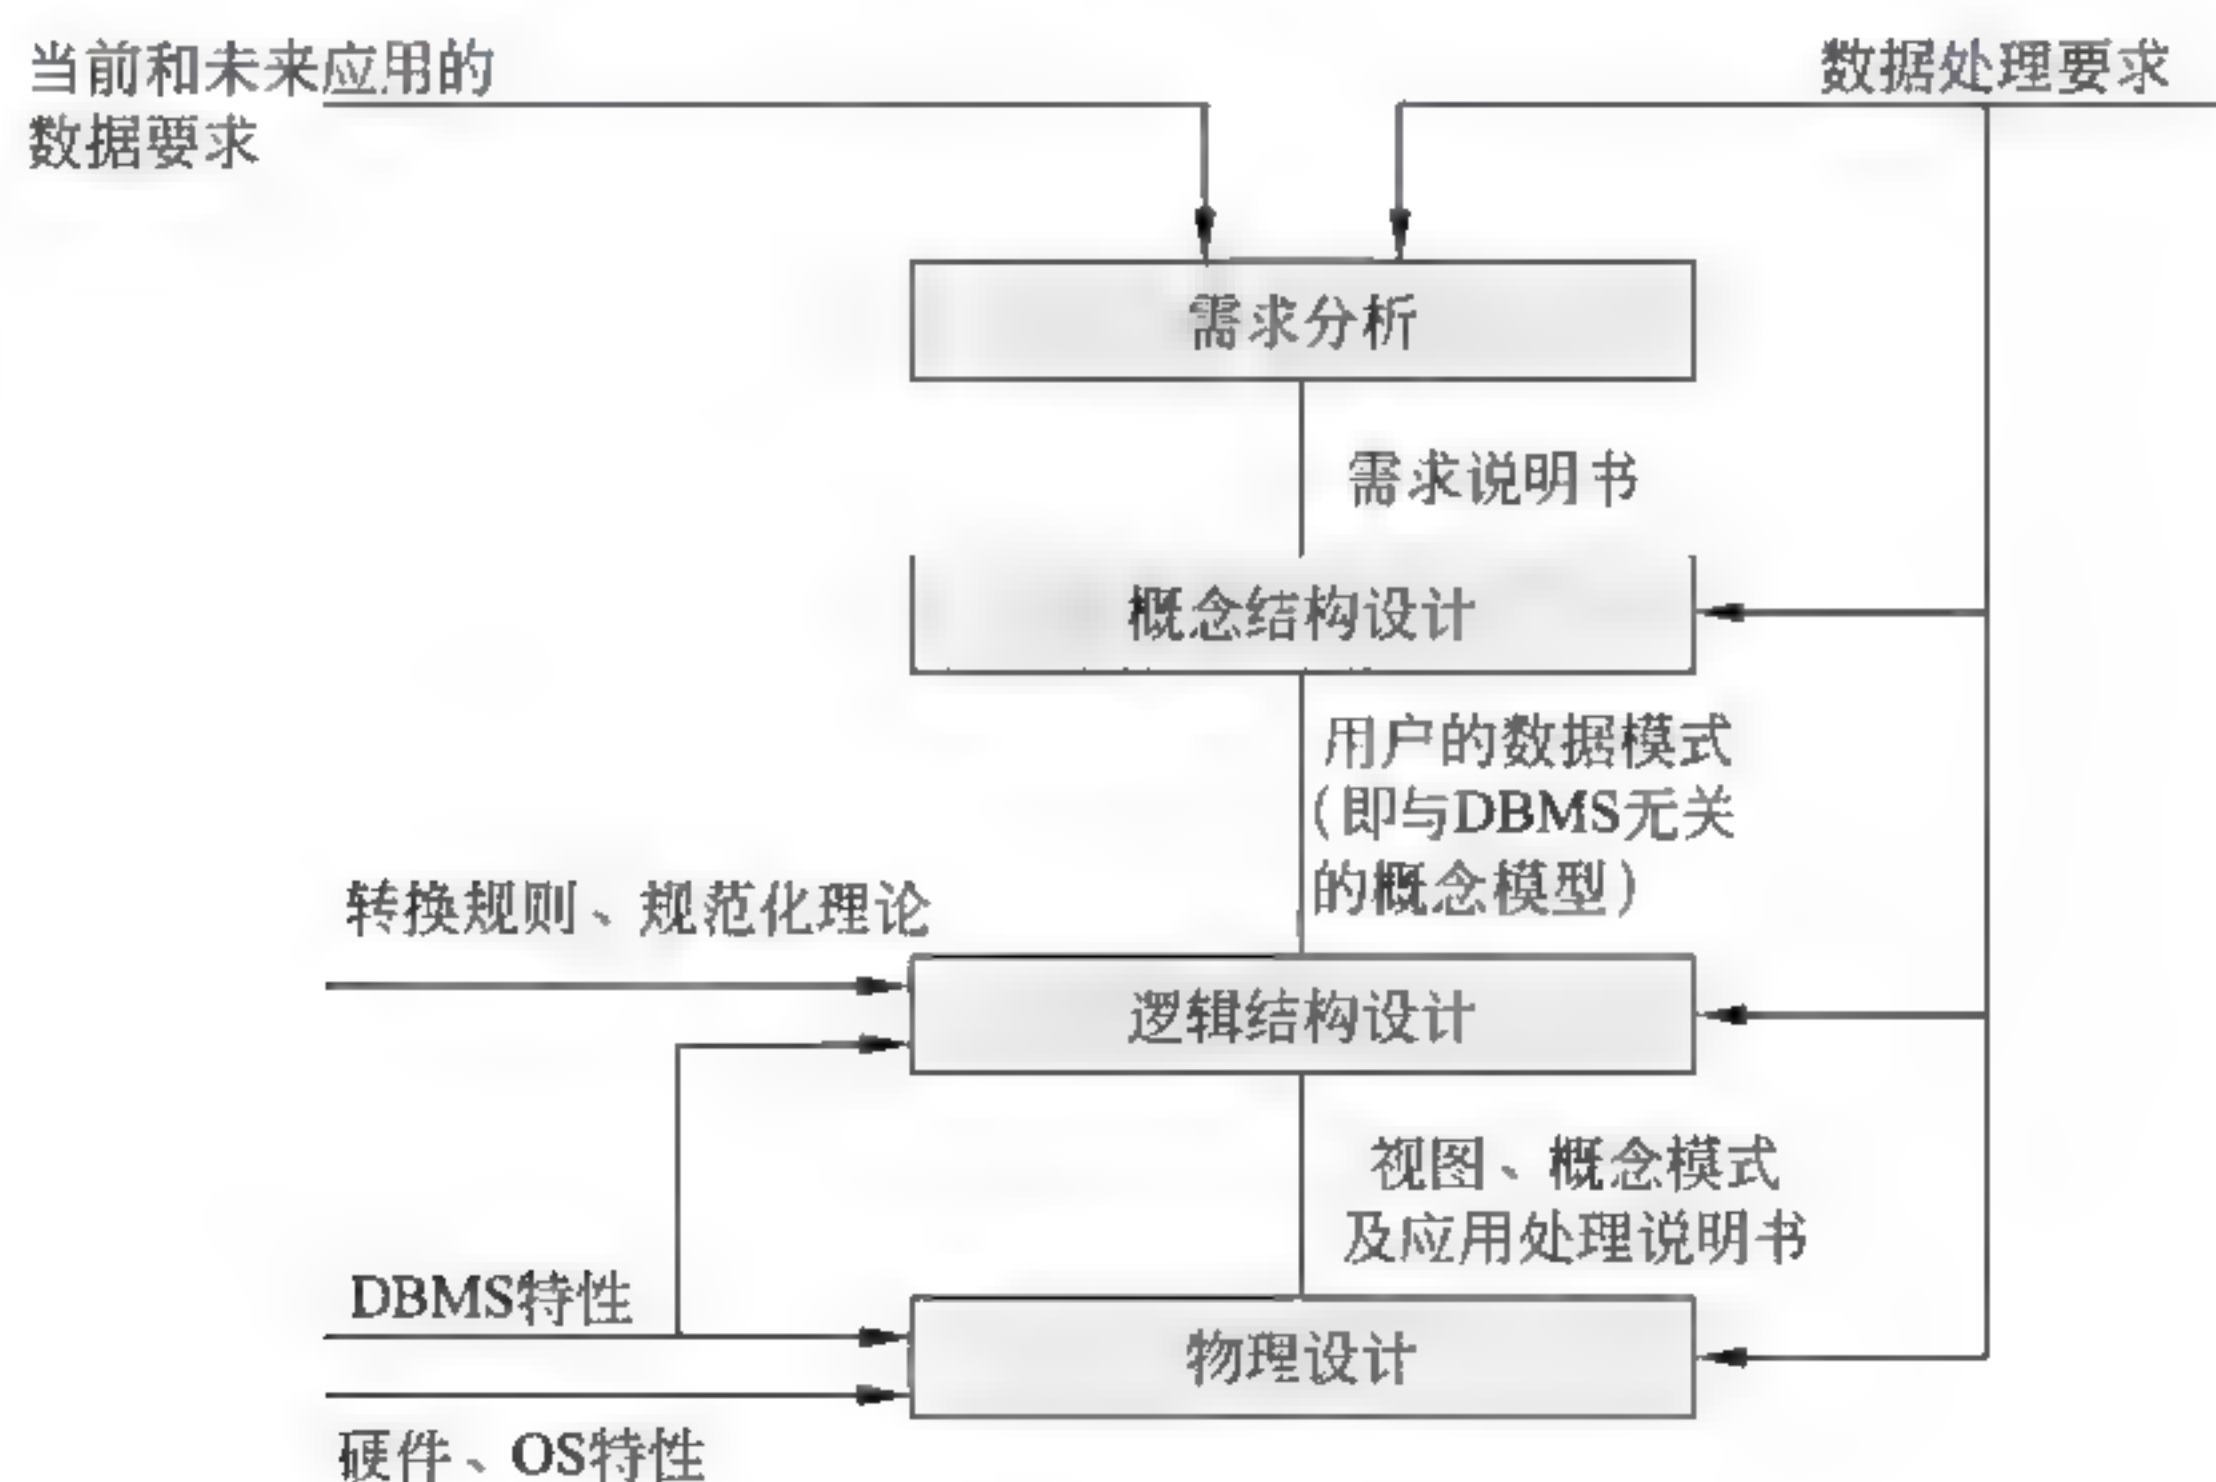 当前和未来应用的
数据要求
数据处理要求
需求分析
需求说明书
概念结构设计
用户的数据模式
（即与DBMS无关
的概念模型）
转换规则、规范化理论
逻辑结构设计
视图、概念模式
及应用处理说明书
DBMS特性
物理设计
硬件、OS特性